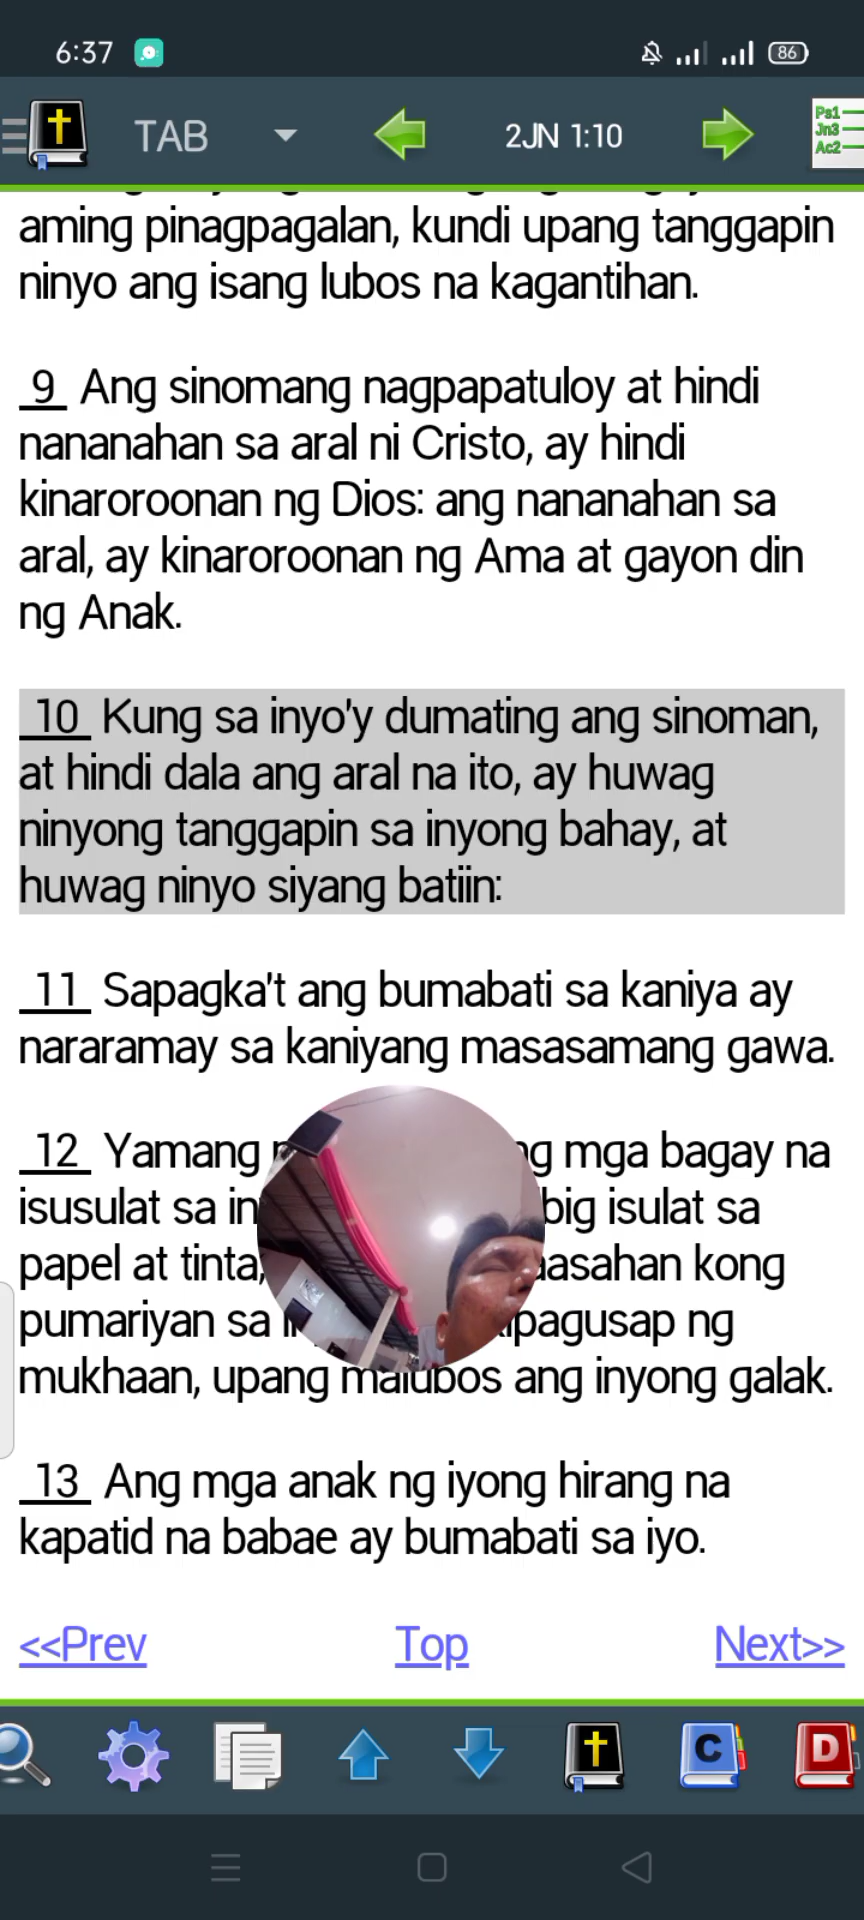 6:37
86
TAB
2JN 1:10
Ps1
Jn3
Ac2
aming pinagpagalan, kundi upang tanggapin
ninyo ang isang lubos na kagantihan.
9 Ang sinomang nagpapatuloy at hindi
nananahan sa aral ni Cristo, ay hindi
kinaroroonan ng Dios: ang nananahan sa
aral, ay kinaroroonan ng Ama at gayon din
ng Anak.
10 Kung sa inyo'y dumating ang sinoman,
at hindi dala ang aral na ito, ay huwag
ninyong tanggapin sa inyong bahay, at
huwag ninyo siyang batiin:
11 Sapagka't ang bumabati sa kaniya ay
nararamay sa kaniyang masasamang gawa.
12 Yamang mga bagay na
isusulat sa isulat sa
papel at tinta, kong
pumariyan sa ng
mukhaan, upang malubos ang inyong galak.
13 Ang mga anak ng iyong hirang na
kapatid na babae ay bumabati sa iyo.
<<Prev Top Next>>
C
D